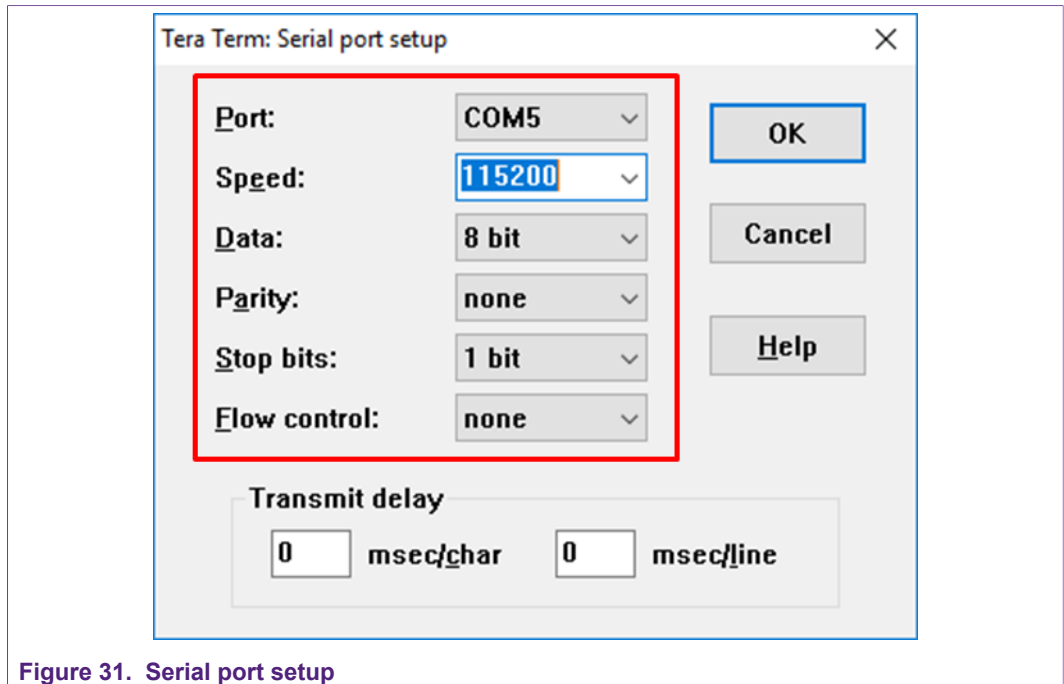 Tera Term: Serial port setup
Port: COM5
Speed: 115200
Data: 8 bit
Parity: none
Stop bits: 1 bit
Flow control: none
OK
Cancel
Help
Transmit delay
0 msec/char 0 msec/line
Figure 31. Serial port setup